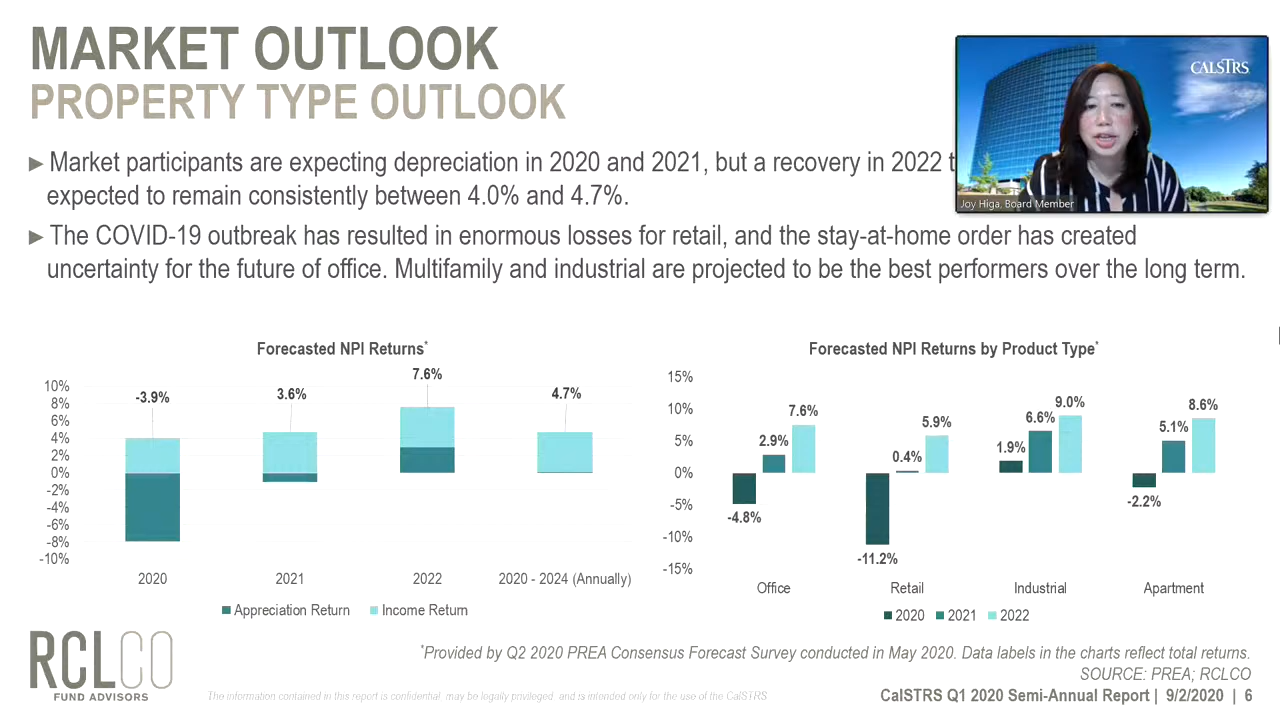 MARKET OUTLOOK
PROPERTY TYPE OUTLOOK
CALSTRS
Joy Higa, Board Member
►Market participants are expecting depreciation in 2020 and 2021, but a recovery in 2022 t
expected to remain consistently between 4.0% and 4.7%.
►The COVID-19 outbreak has resulted in enormous losses for retail, and the stay-at-home order has created
uncertainty for the future of office. Multifamily and industrial are projected to be the best performers over the long term.
Forecasted NPI Returns*
10%
8%
6%
4%
2%
0%
-2%
-4%
-6%
-8%
-10%
-3.9%
3.6%
7.6%
4.7%
2020
2021
2022
2020 - 2024 (Annually)
Appreciation Return
Income Return
Forecasted NPI Returns by Product Type*
15%
10%
5%
0%
-5%
-10%
-15%
-4.8%
2.9%
7.6%
-11.2%
0.4%
5.9%
1.9%
6.6%
9.0%
-2.2%
5.1%
8.6%
Office
Retail
Industrial
Apartment
2020
2021
2022
RCLCO
FUND ADVISORS
*Provided by Q2 2020 PREA Consensus Forecast Survey conducted in May 2020. Data labels in the charts reflect total returns.
SOURCE: PREA; RCLCO
The information contained in this report is confidential, may be legally privileged, and is intended only for the use of the CalSTRS
CalSTRS Q1 2020 Semi-Annual Report | 9/2/2020 | 6